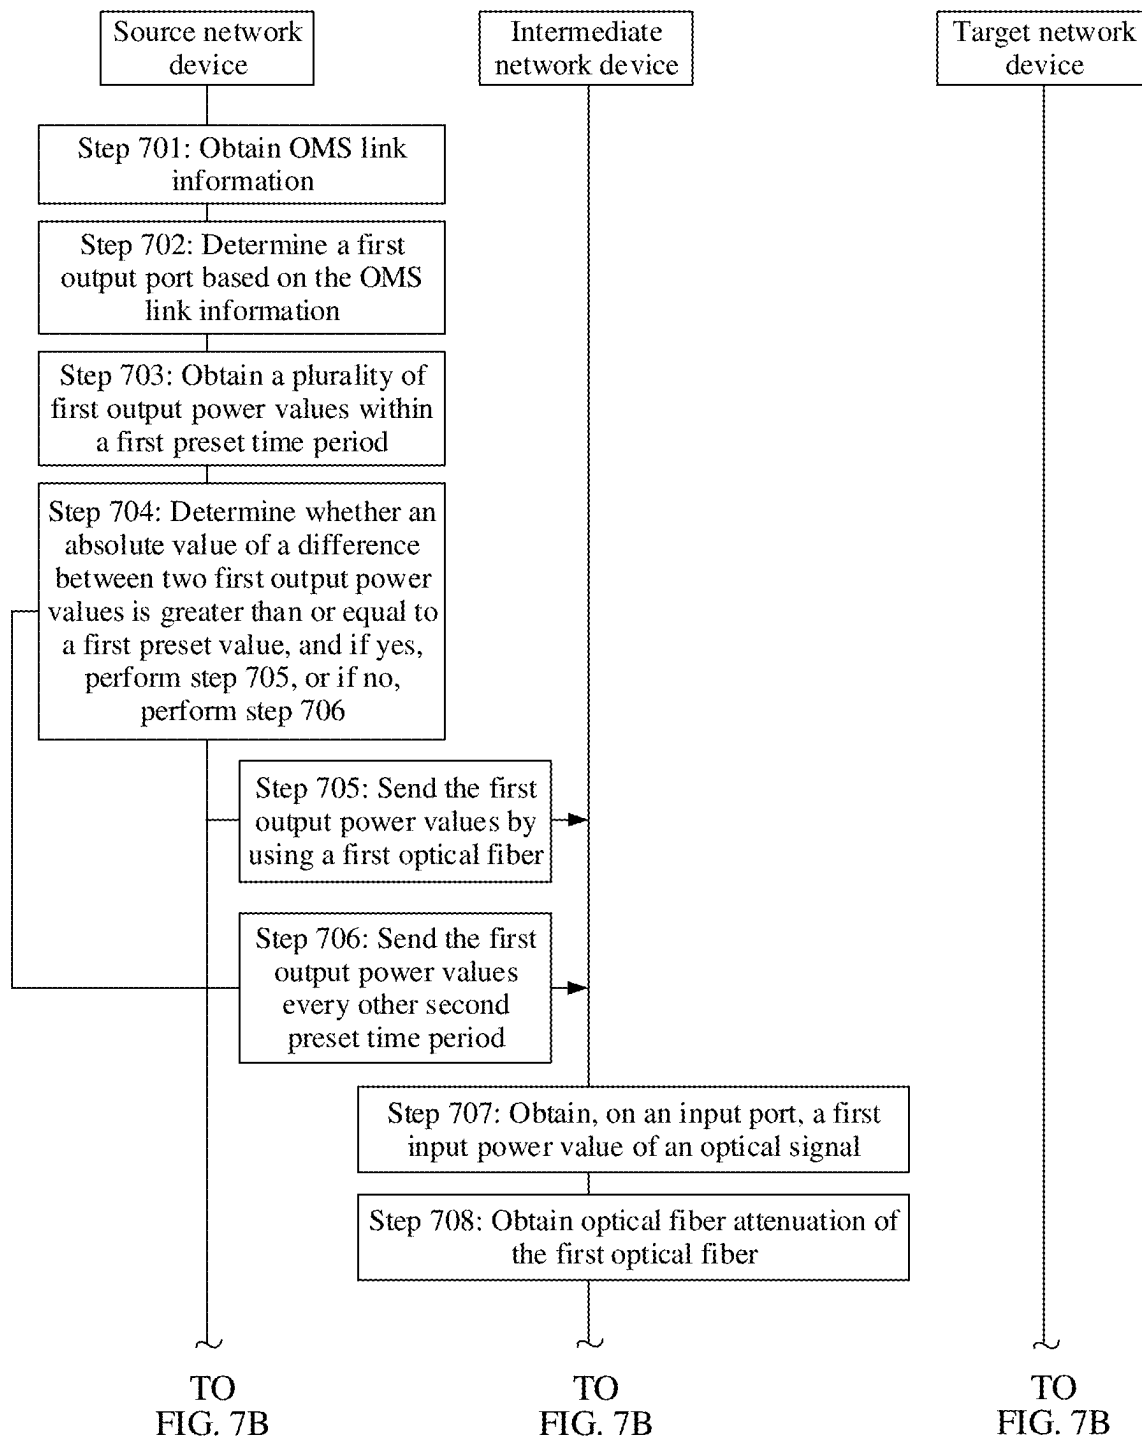 Source network
device
Intermediate
network device
Target network
device
Step 701: Obtain OMS link
information
Step 702: Determine a first
output port based on the OMS
link information
Step 703: Obtain a plurality of
first output power values within
a first preset time period
Step 704: Determine whether an
absolute value of a difference
between two first output power
values is greater than or equal to
a first preset value, and if yes,
perform step 705, or if no,
perform step 706
Step 705: Send the first
output power values by
using a first optical fiber
Step 706: Send the first
output power values
every other second
preset time period
Step 707: Obtain, on an input port, a first
input power value of an optical signal
Step 708: Obtain optical fiber attenuation of
the first optical fiber
TO
FIG. 7B
TO
FIG. 7B
TO
FIG. 7B